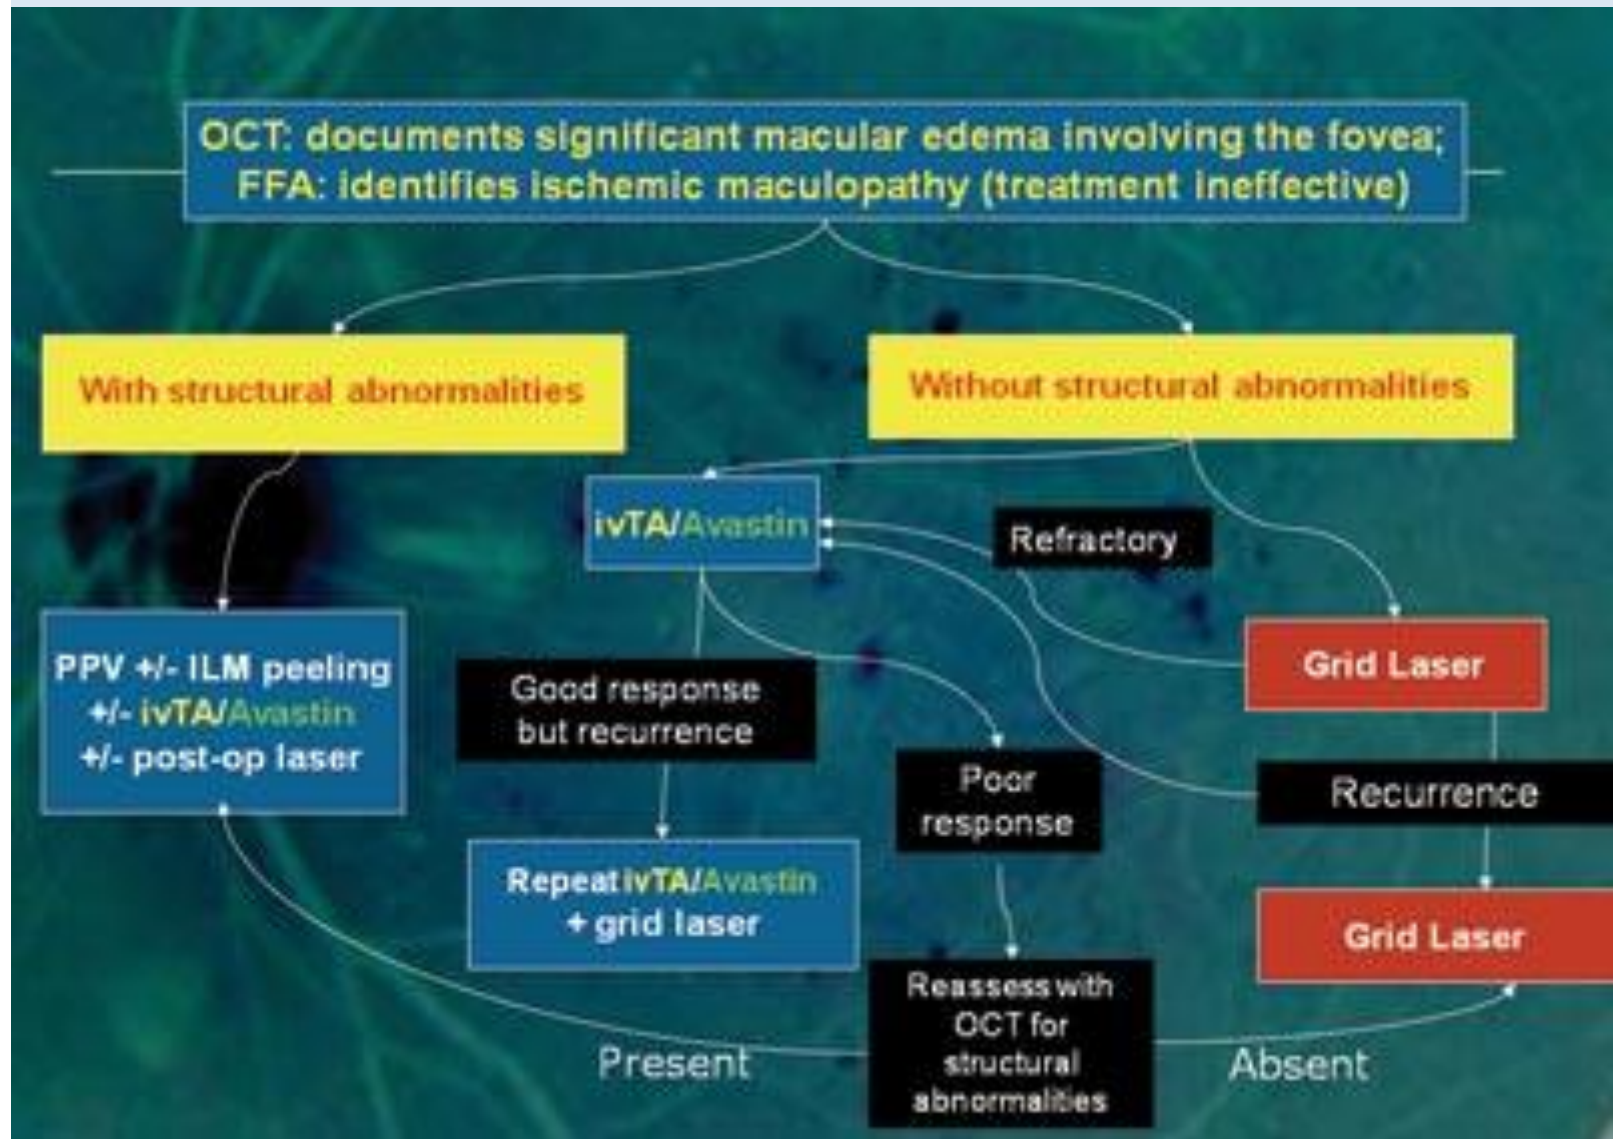 OCT: documents significant macular edema involving the fovea;
FFA: identifies ischemic maculopathy (treatment ineffective)
With structural abnormalities
Without structural abnormalities
ivTA/Avastin
Refractory
PPV +/- ILM peeling
+/- ivTA/Avastin
+/- post-op laser
Good response
but recurrence
Grid Laser
Poor
response
Recurrence
Repeat ivTA/Avastin
+ grid laser
Grid Laser
Reassess with
OCT for
structural
abnormalities
Present
Absent